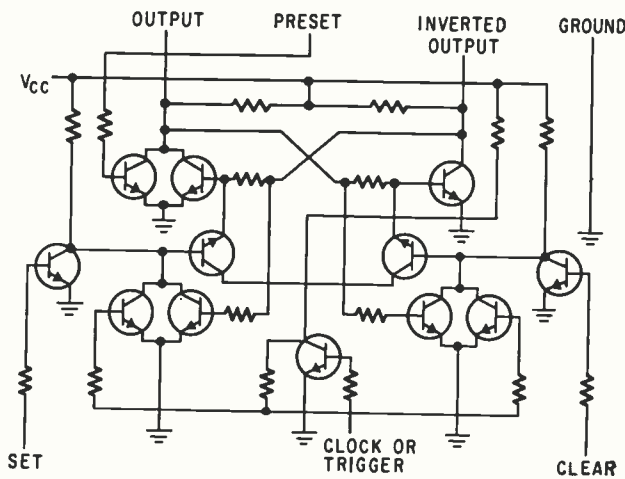 OUTPUT
PRESET
INVERTED
OUTPUT
GROUND
VCC
SET
CLOCK OR
TRIGGER
CLEAR